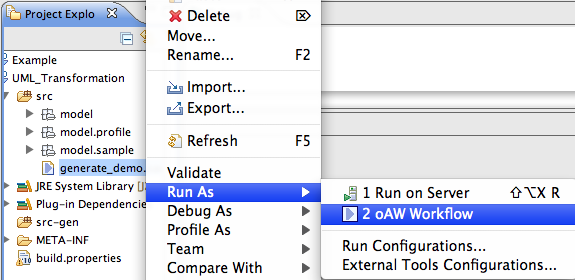 Project Explo
Example
UML_Transformation
src
model
model.profile
model.sample
generate_demo.
JRE System Library [J
Plug-in Dependencie
src-gen
META-INF
build.properties
Delete
Move...
Rename... F2
Import...
Export...
Refresh F5
Validate
Run As
Debug As
Profile As
Team
Compare With
1 Run on Server ⇧⌥X R
2 oAW Workflow
Run Configurations...
External Tools Configurations...